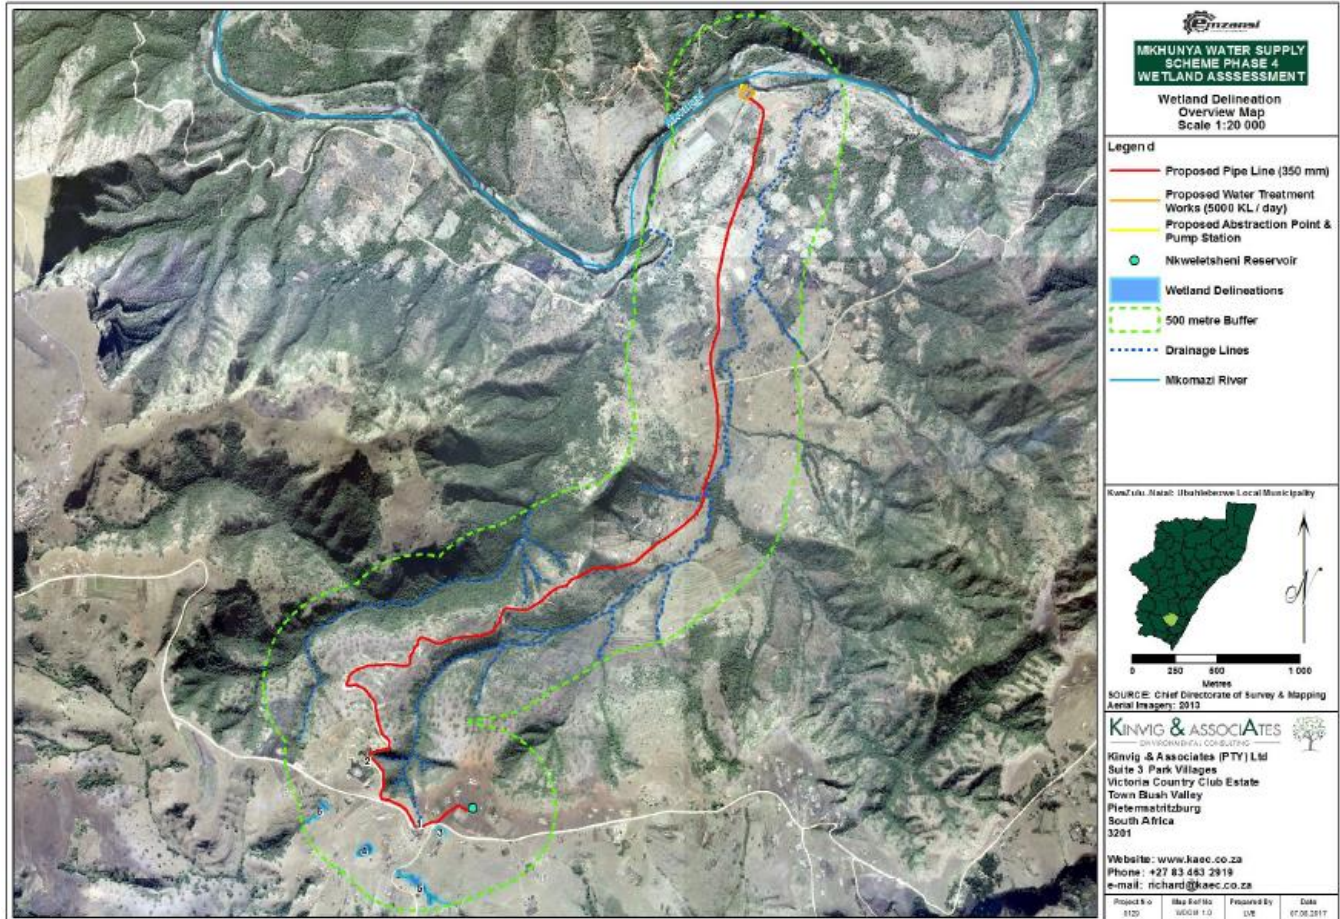 emzansi
MKHUNYA WATER SUPPLY
SCHEME PHASE 4
WETLAND ASSSESSMENT
Wetland Delineation
Overview Map
Scale 1:20 000
Legend
Proposed Pipe Line (350 mm)
Proposed Water Treatment
Works (5000 KL / day)
Proposed Abstraction Point &
Pump Station
Nkweletsheni Reservoir
Wetland Delineations
500 metre Buffer
Drainage Lines
Mkomazi River
KwaZulu-Natal: Ubuhlebezwe Local Municipality
N
0 250 500 1 000
Metres
SOURCE: Chief Directorate of Survey & Mapping
Aerial Imagery: 2013
KINVIG & ASSOCIATES
ENVIRONMENTAL CONSULTING
Kinvig & Associates (PTY) Ltd
Suite 3 Park Villages
Victoria Country Club Estate
Town Bush Valley
Pietermatritzburg
South Africa
3201
Website: www.kaec.co.za
Phone: +27 83 463 2919
e-mail: richard@kaec.co.za
Project No Map Ref No Prepared By Date
2
1
3
6
4
5